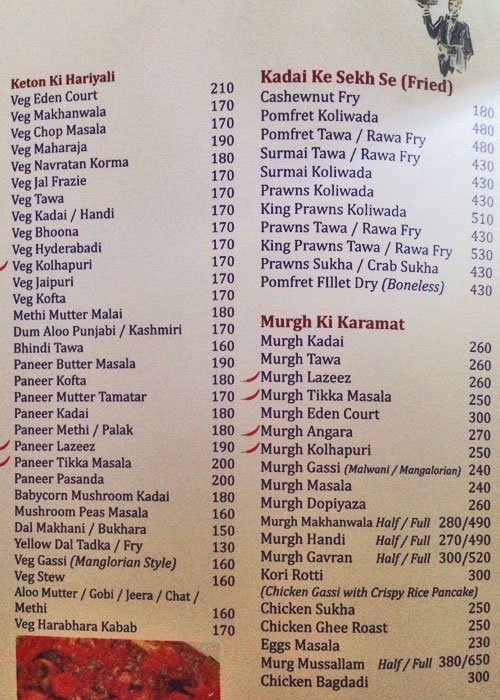 Keton Ki Hariyali
Veg Eden Court 210
Veg Makhanwala 170
Veg Chop Masala 170
Veg Maharaja 190
Veg Navratan Korma 180
Veg Jal Frazie 170
Veg Tawa 170
Veg Kadai / Handi 170
Veg Bhoona 170
Veg Hyderabadi 170
Veg Kolhapuri 170
Veg Jaipuri 170
Veg Kofta 170
Methi Mutter Malai 180
Dum Aloo Punjabi / Kashmiri 170
Bhindi Tawa 160
Paneer Butter Masala 190
Paneer Kofta 180
Paneer Mutter Tamatar 170
Paneer Kadai 180
Paneer Methi / Palak 180
Paneer Lazeez 190
Paneer Tikka Masala 200
Paneer Pasanda 200
Babycorn Mushroom Kadai 180
Mushroom Peas Masala 160
Dal Makhani / Bukhara 150
Yellow Dal Tadka / Fry 130
Veg Gassi (Manglorian Style) 160
Veg Stew 160
Aloo Mutter / Gobi / Jeera / Chat /
Methi 160
Veg Harabhara Kabab 170
Kadai Ke Sekh Se (Fried)
Cashewnut Fry 180
Pomfret Koliwada 480
Pomfret Tawa / Rawa Fry 480
Surmai Tawa / Rawa Fry 430
Surmai Koliwada 430
Prawns Koliwada 430
King Prawns Koliwada 510
Prawns Tawa / Rawa Fry 430
King Prawns Tawa / Rawa Fry 530
Prawns Sukha / Crab Sukha 430
Pomfret FIllet Dry (Boneless) 430
Murgh Ki Karamat
Murgh Kadai 260
Murgh Tawa 260
Murgh Lazeez 260
Murgh Tikka Masala 250
Murgh Eden Court 300
Murgh Angara 270
Murgh Kolhapuri 250
Murgh Gassi (Malwani / Mangalorian) 240
Murgh Masala 240
Murgh Dopiyaza 260
Murgh Makhanwala Half / Full 280/490
Murgh Handi Half / Full 270/490
Murgh Gavran Half / Full 300/520
Kori Rotti 300
(Chicken Gassi with Crispy Rice Pancake)
Chicken Sukha 250
Chicken Ghee Roast 250
Eggs Masala 230
Murg Mussallam Half / Full 380/650
Chicken Bagdadi 300